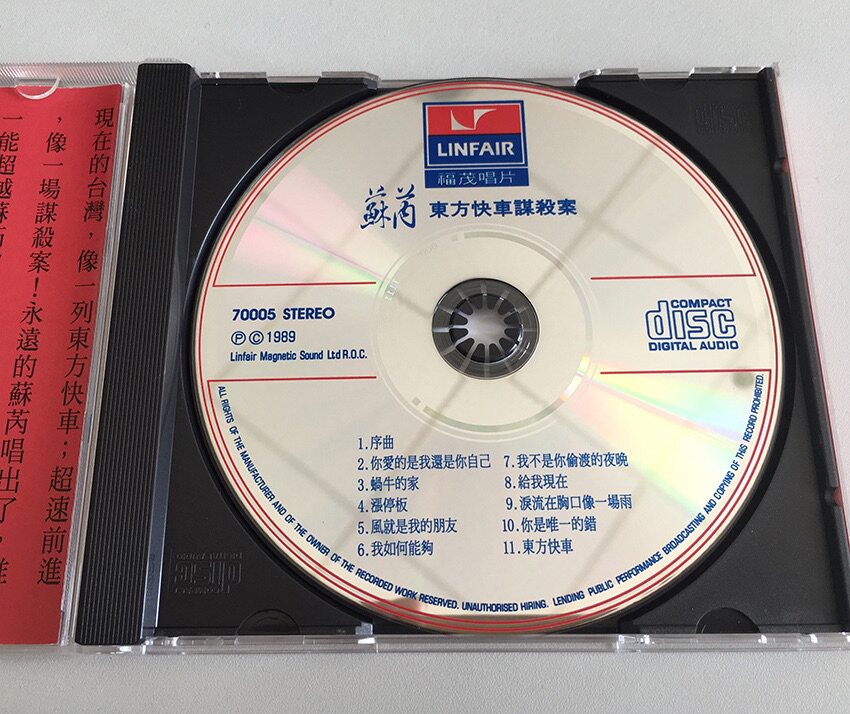 現在的台灣，像一列東方快車；超速前進
，像一場謀殺案！永遠的蘇芮唱出了，
LINFAIR
福茂唱片
蘇芮 東方快車謀殺案
70005 STEREO
Ⓟ Ⓒ 1989
Linfair Magnetic Sound Ltd R.O.C.
COMPACT
disc
DIGITAL AUDIO
1.序曲
2.你愛的是我還是你自己
3.蝸牛的家
4.漲停板
5.風就是我的朋友
6.我如何能夠
7.我不是你偷渡的夜晚
8.給我現在
9.淚流在胸口像一場雨
10.你是唯一的錯
11.東方快車
ALL RIGHTS OF THE MANUFACTURER AND OF THE OWNER OF THE RECORDED WORK RESERVED. UNAUTHORISED HIRING. LENDING PUBLIC PERFORMANCE BROADCASTING AND COPYING OF THIS RECORD PROHIBITED.
COMPACT
disc
DIGITAL AUDIO
disc